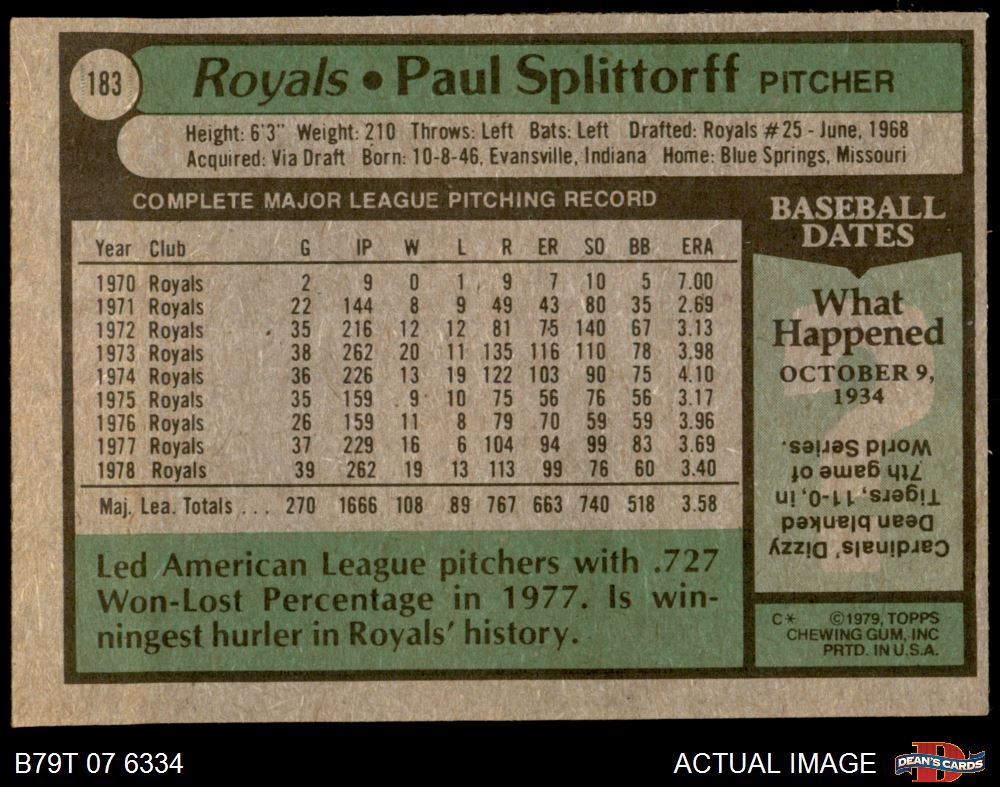 183
Royals • Paul Splittorff PITCHER
Height: 6'3" Weight: 210 Throws: Left Bats: Left Drafted: Royals #25 - June, 1968
Acquired: Via Draft Born: 10-8-46, Evansville, Indiana Home: Blue Springs, Missouri
COMPLETE MAJOR LEAGUE PITCHING RECORD
Year Club G IP W L R ER SO BB ERA
1970 Royals 2 9 0 1 9 7 10 5 7.00
1971 Royals 22 144 8 9 49 43 80 35 2.69
1972 Royals 35 216 12 12 81 75 140 67 3.13
1973 Royals 38 262 20 11 135 116 110 78 3.98
1974 Royals 36 226 13 19 122 103 90 75 4.10
1975 Royals 35 159 9 10 75 56 76 56 3.17
1976 Royals 26 159 11 8 79 70 59 59 3.96
1977 Royals 37 229 16 6 104 94 99 83 3.69
1978 Royals 39 262 19 13 113 99 76 60 3.40
Maj. Lea. Totals ... 270 1666 108 89 767 663 740 518 3.58
Led American League pitchers with .727
Won-Lost Percentage in 1977. Is win-
ningest hurler in Royals' history.
BASEBALL
DATES
What
Happened
OCTOBER 9,
1934
Cardinals' Dizzy
Dean blanked
Tigers, 11-0, in
7th game of
World Series.
C* ©1979, TOPPS
CHEWING GUM, INC
PRTD. IN U.S.A.
B79T 07 6334
ACTUAL IMAGE
D
DEAN'S CARDS